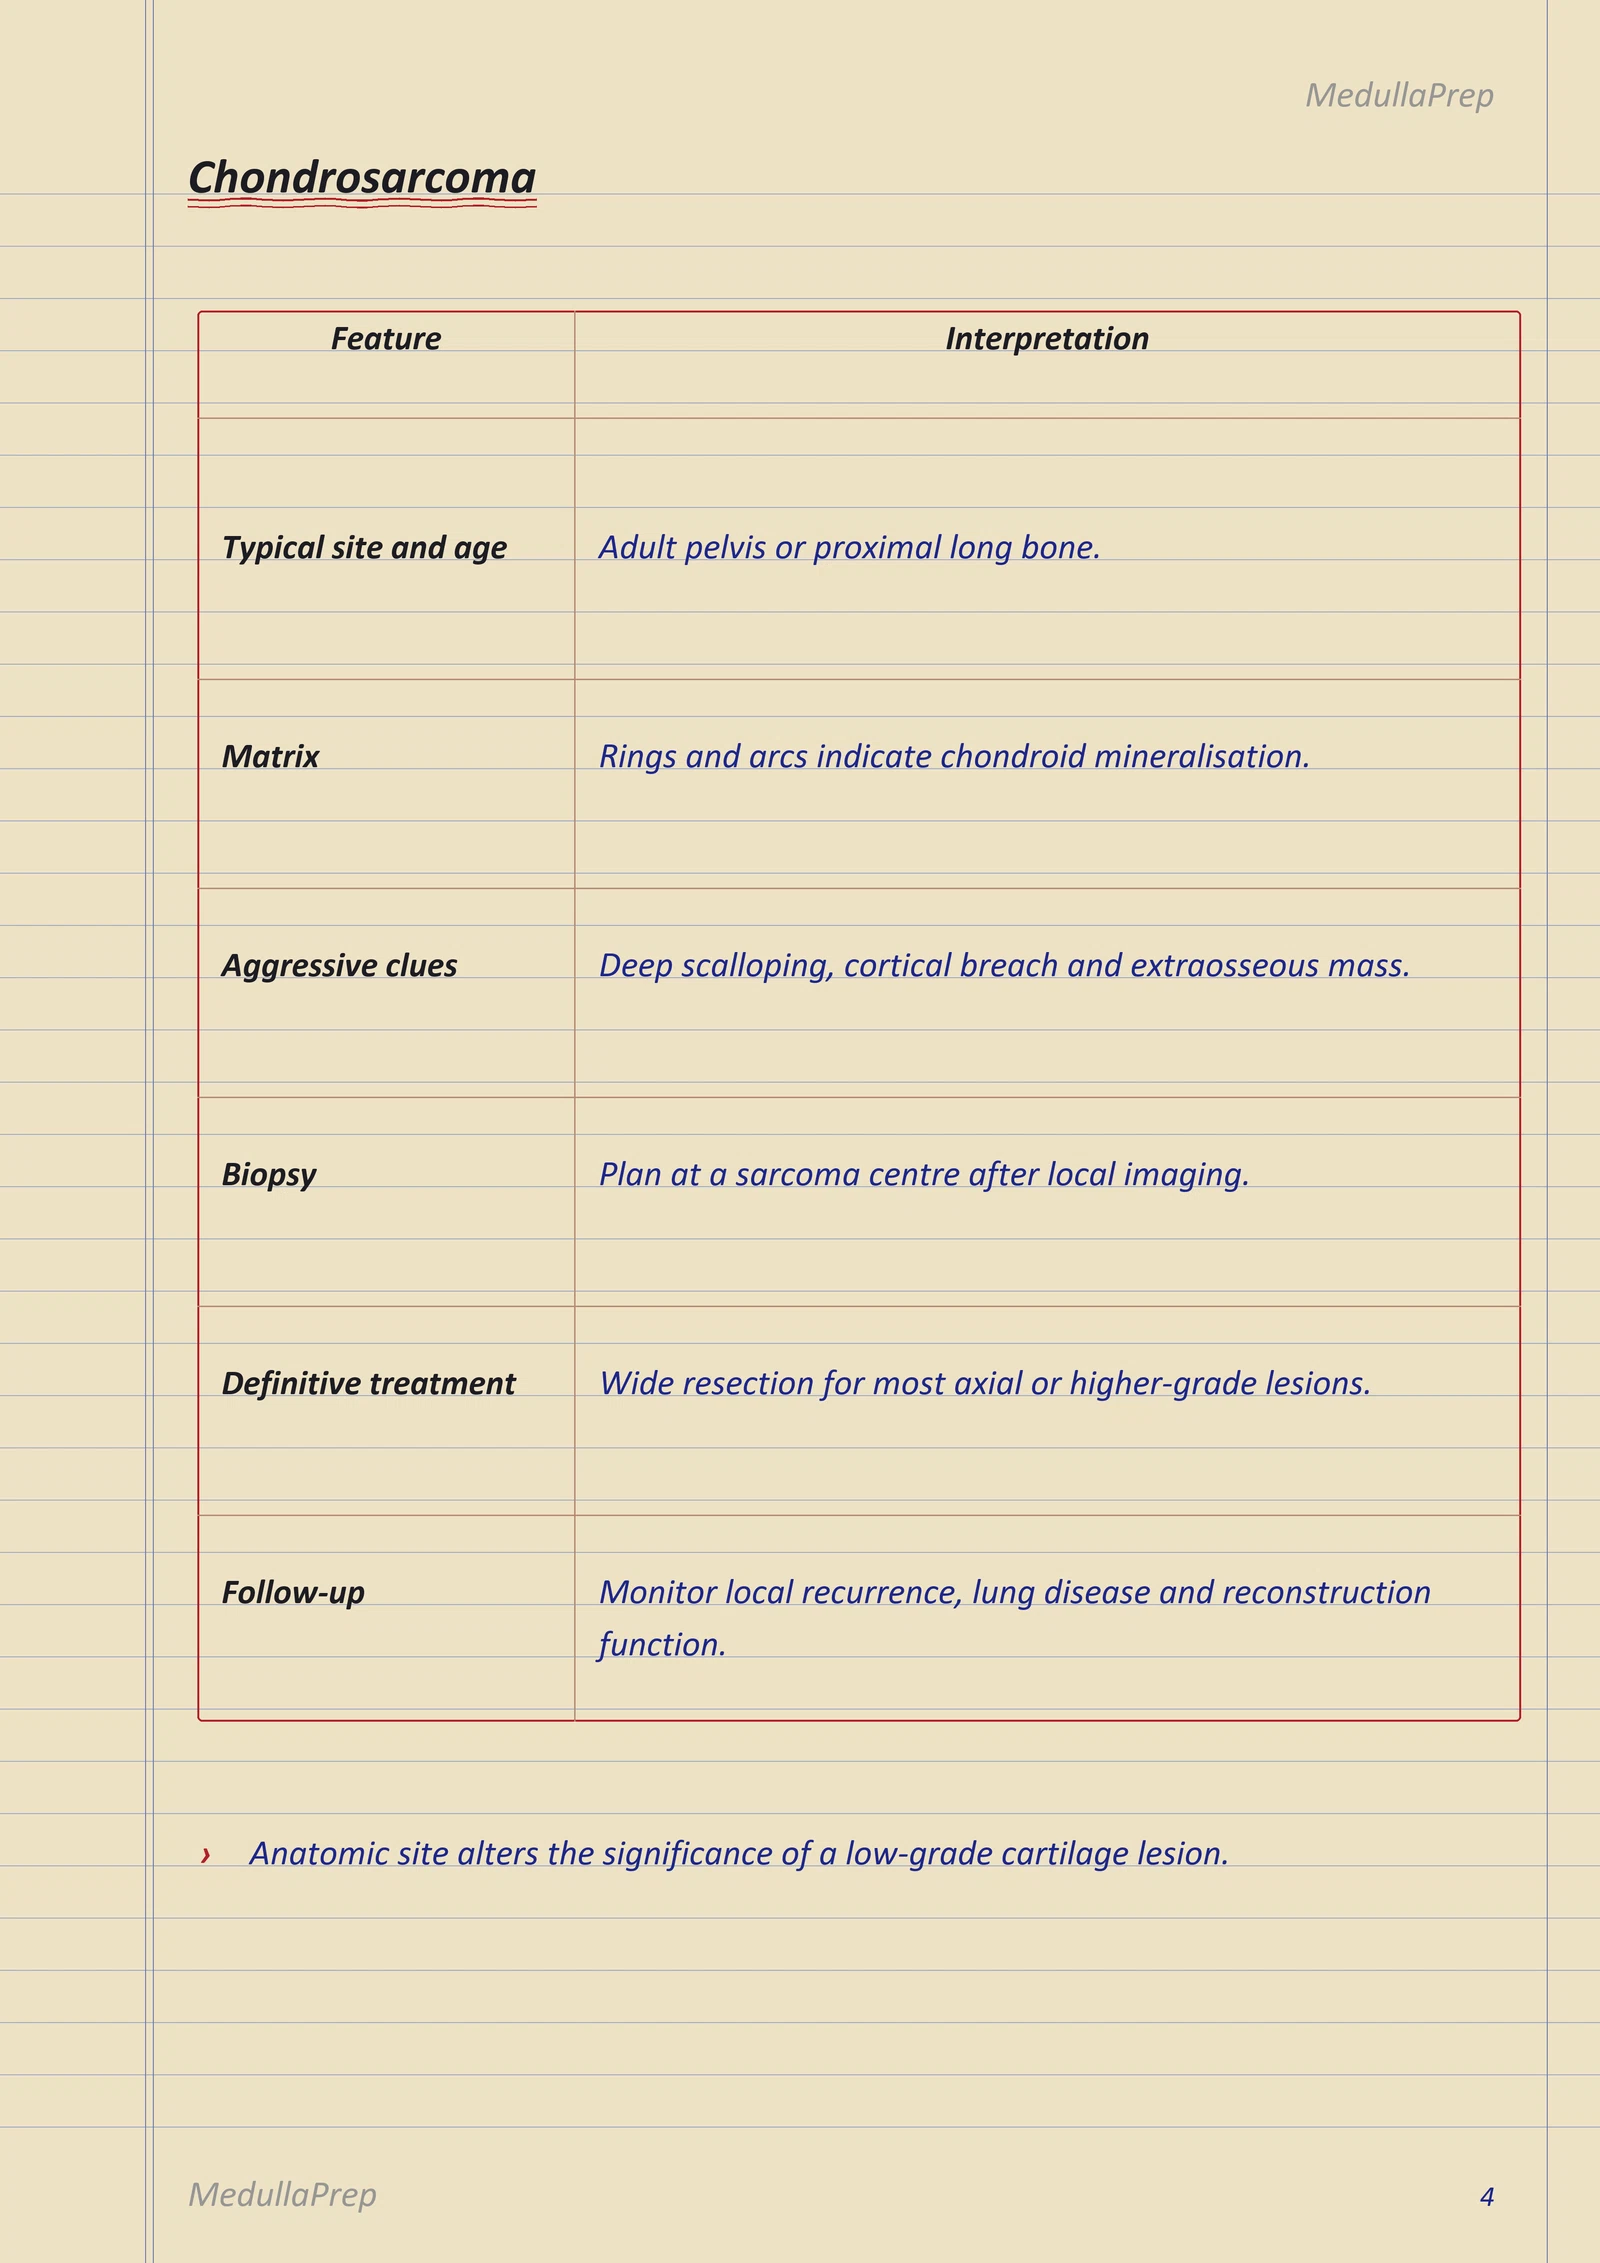 MedullaPrep
Chondrosarcoma
Feature
Interpretation
Typical site and age
Adult pelvis or proximal long bone.
Matrix
Rings and arcs indicate chondroid mineralisation.
Aggressive clues
Deep scalloping, cortical breach and extraosseous mass.
Biopsy
Plan at a sarcoma centre after local imaging.
Definitive treatment
Wide resection for most axial or higher-grade lesions.
Follow-up
Monitor local recurrence, lung disease and reconstruction
function.
› Anatomic site alters the significance of a low-grade cartilage lesion.
MedullaPrep
4